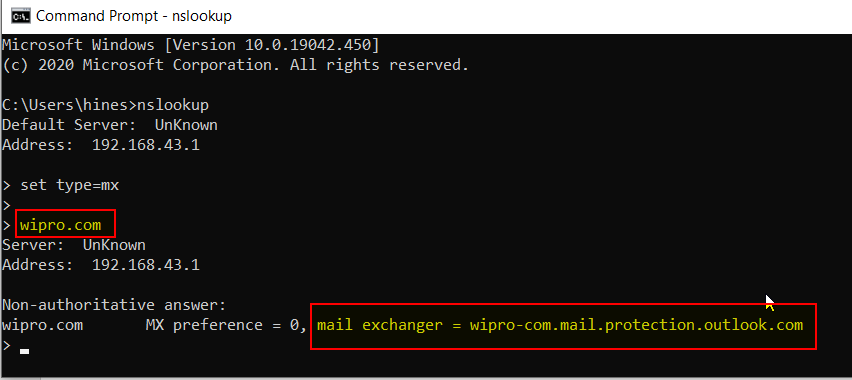 Command Prompt - nslookup
Microsoft Windows [Version 10.0.19042.450]
(c) 2020 Microsoft Corporation. All rights reserved.
C:\Users\hines>nslookup
Default Server:  UnKnown
Address:  192.168.43.1
> set type=mx
>
> wipro.com
Server:  UnKnown
Address:  192.168.43.1
Non-authoritative answer:
wipro.com       MX preference = 0, mail exchanger = wipro-com.mail.protection.outlook.com
>